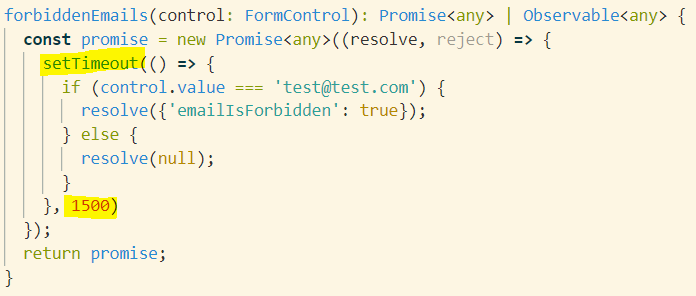 forbiddenEmails(control: FormControl): Promise<any> | Observable<any> {
const promise = new Promise<any>((resolve, reject) => {
setTimeout(() => {
if (control.value === 'test@test.com') {
resolve({'emailIsForbidden': true});
} else {
resolve(null);
}
}, 1500)
});
return promise;
}